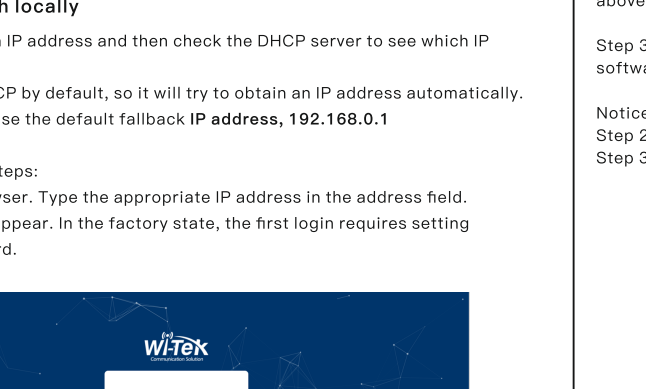 h locally
IP address and then check the DHCP server to see which IP
CP by default, so it will try to obtain an IP address automatically.
se the default fallback IP address, 192.168.0.1
teps:
ser. Type the appropriate IP address in the address field.
ppear. In the factory state, the first login requires setting
rd.
Wi-Tek
Communication Solution
above
Step 3
softwa
Notice
Step 2
Step 3